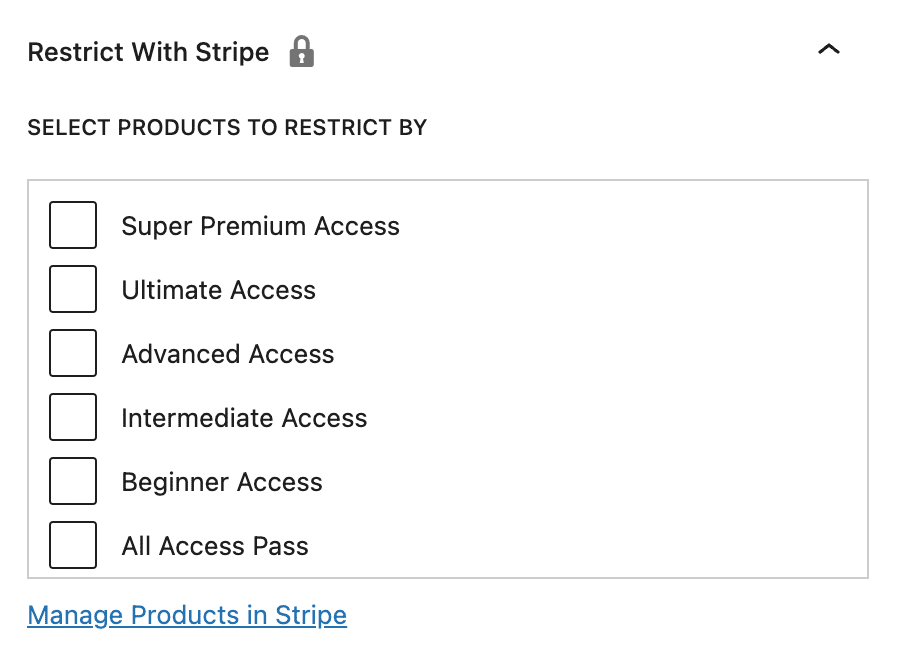 Restrict With Stripe
SELECT PRODUCTS TO RESTRICT BY
Super Premium Access
Ultimate Access
Advanced Access
Intermediate Access
Beginner Access
All Access Pass
Manage Products in Stripe